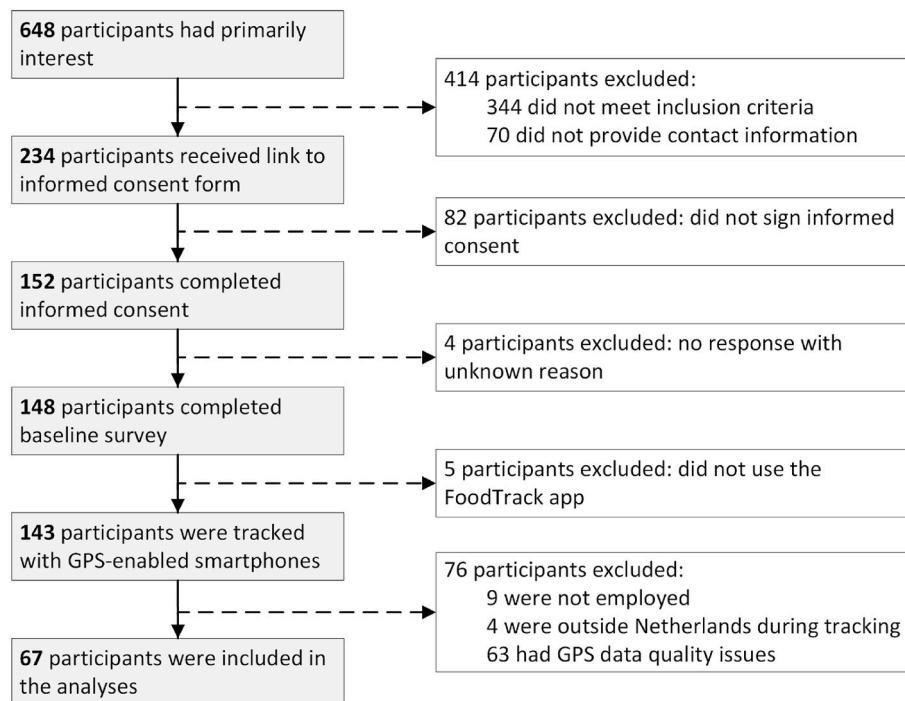 648 participants had primarily
interest
414 participants excluded:
344 did not meet inclusion criteria
70 did not provide contact information
234 participants received link to
informed consent form
82 participants excluded: did not sign informed
consent
152 participants completed
informed consent
4 participants excluded: no response with
unknown reason
148 participants completed
baseline survey
5 participants excluded: did not use the
FoodTrack app
143 participants were tracked
with GPS-enabled smartphones
76 participants excluded:
9 were not employed
4 were outside Netherlands during tracking
63 had GPS data quality issues
67 participants were included in
the analyses